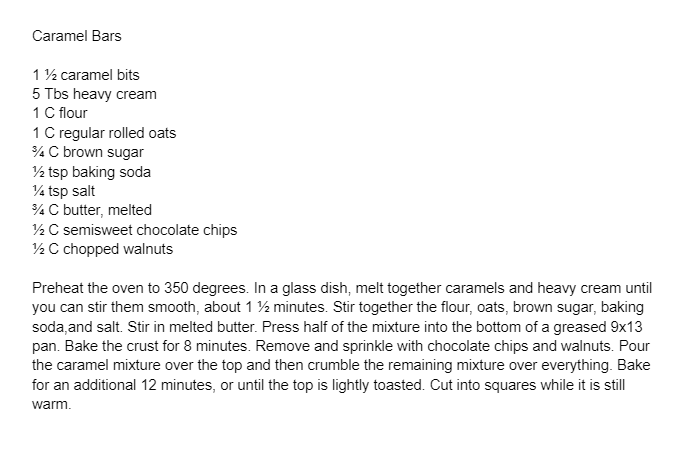 Caramel Bars
1 ½ caramel bits
5 Tbs heavy cream
1 C flour
1 C regular rolled oats
¾ C brown sugar
½ tsp baking soda
¼ tsp salt
¾ C butter, melted
½ C semisweet chocolate chips
½ C chopped walnuts
Preheat the oven to 350 degrees. In a glass dish, melt together caramels and heavy cream until
you can stir them smooth, about 1 ½ minutes. Stir together the flour, oats, brown sugar, baking
soda,and salt. Stir in melted butter. Press half of the mixture into the bottom of a greased 9x13
pan. Bake the crust for 8 minutes. Remove and sprinkle with chocolate chips and walnuts. Pour
the caramel mixture over the top and then crumble the remaining mixture over everything. Bake
for an additional 12 minutes, or until the top is lightly toasted. Cut into squares while it is still
warm.